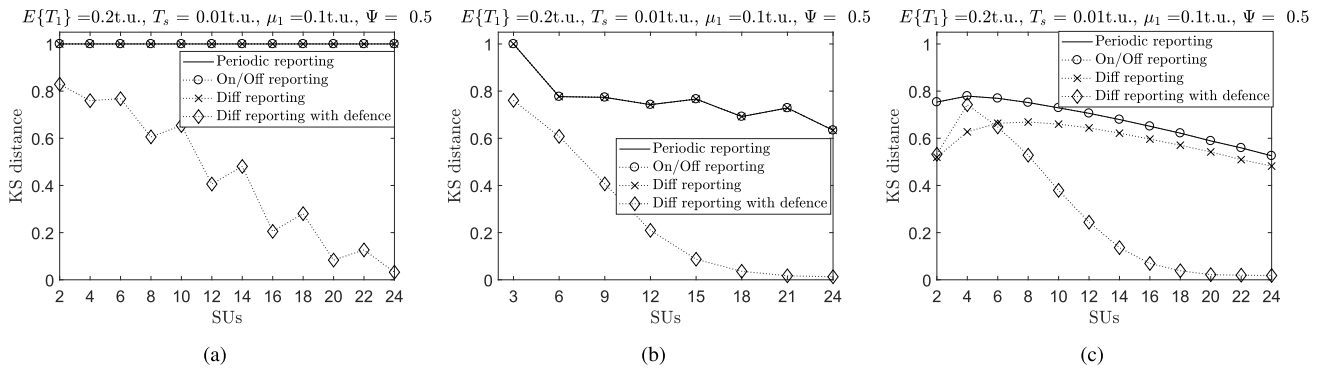 E{T₁} =0.2t.u., Tₛ = 0.01t.u., μ₁ =0.1t.u., Ψ = 0.5
1
0.8
0.6
0.4
0.2
0
KS distance
Periodic reporting
On/Off reporting
Diff reporting
Diff reporting with defence
2 4 6 8 10 12 14 16 18 20 22 24
SUs
(a)
E{T₁} =0.2t.u., Tₛ = 0.01t.u., μ₁ =0.1t.u., Ψ = 0.5
1
0.8
0.6
0.4
0.2
0
KS distance
Periodic reporting
On/Off reporting
Diff reporting
Diff reporting with defence
3 6 9 12 15 18 21 24
SUs
(b)
E{T₁} =0.2t.u., Tₛ = 0.01t.u., μ₁ =0.1t.u., Ψ = 0.5
1
0.8
0.6
0.4
0.2
0
KS distance
Periodic reporting
On/Off reporting
Diff reporting
Diff reporting with defence
2 4 6 8 10 12 14 16 18 20 22 24
SUs
(c)